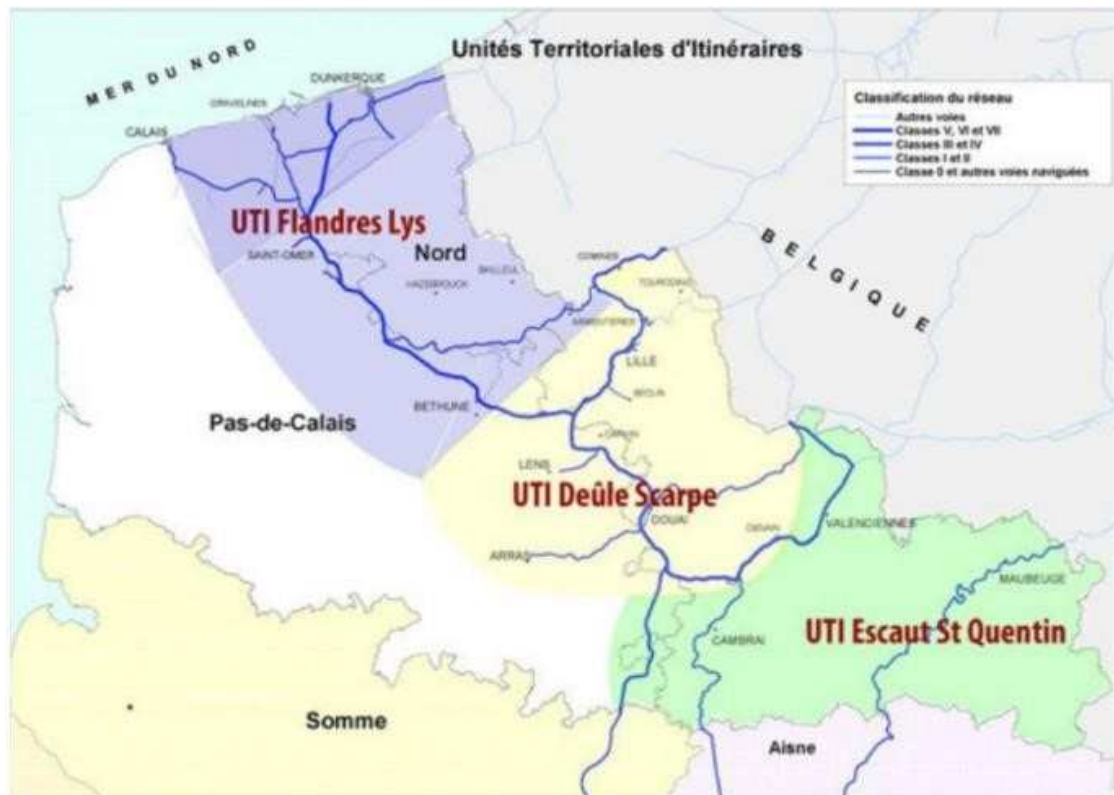 Unités Territoriales d'Itinéraires
MER DU NORD
DUNKERQUE
GRAVELINES
CALAIS
Classification du réseau
Autres voies
Classes V, VI et VII
Classes III et IV
Classes I et II
Classe 0 et autres voies naviguées
BELGIQUE
UTI Flandres Lys
SAINT-OMER
Nord
BAILLEUL
HAZEBROUCK
COMINES
TOURCOING
ARMENTIERES
LILLE
SECLIN
BETHUNE
Pas-de-Calais
CARVIN
LENS
UTI Deûle Scarpe
DOUAI
DENAIN
VALENCIENNES
ARRAS
MAUBEUGE
CAMBRAI
UTI Escaut St Quentin
Somme
Aisne